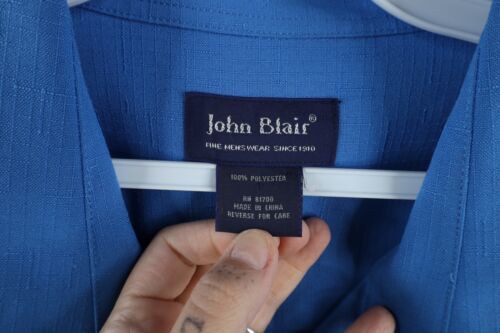 John Blair®
FINE MENSWEAR SINCE 1910
100% POLYESTER
RN 81700
MADE IN CHINA
REVERSE FOR CARE